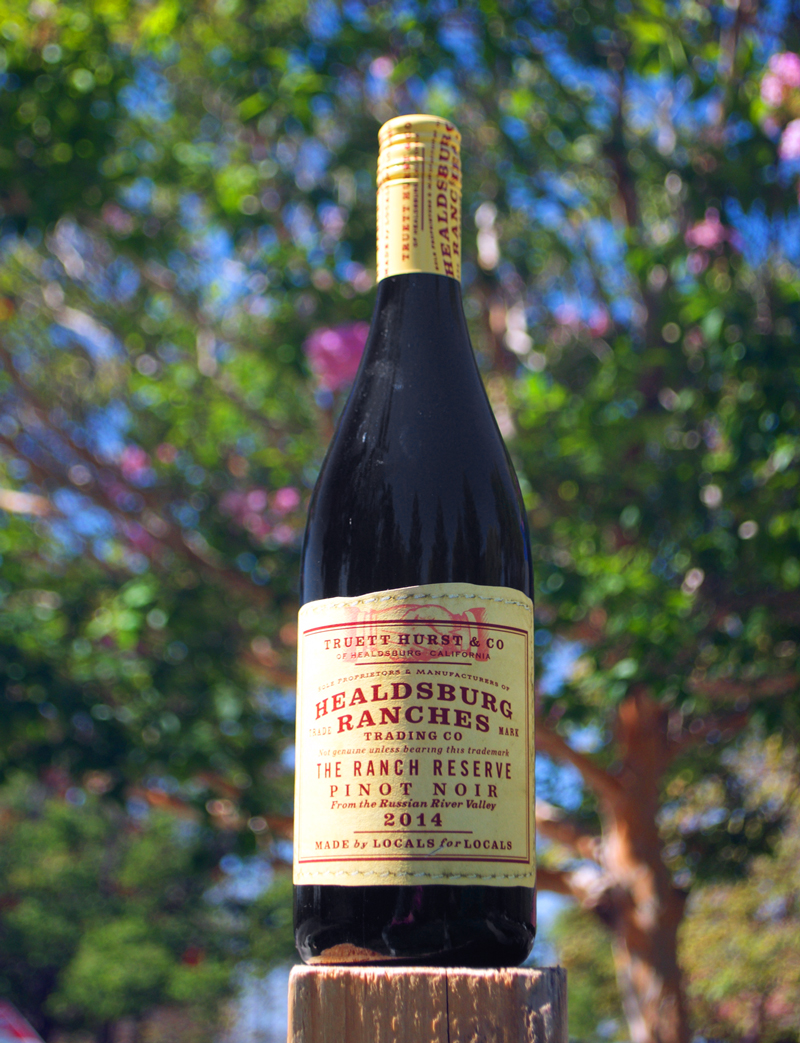 TRUETT H
HEALDSBURG
RANCHES
TRUETT HURST & CO
OF HEALDSBURG CALIFORNIA
SOLE PROPRIETORS & MANUFACTURERS OF
HEALDSBURG
RANCHES
TRADE MARK
TRADING CO
Not genuine unless bearing this trademark
THE RANCH RESERVE
PINOT NOIR
From the Russian River Valley
2014
MADE by LOCALS for LOCALS